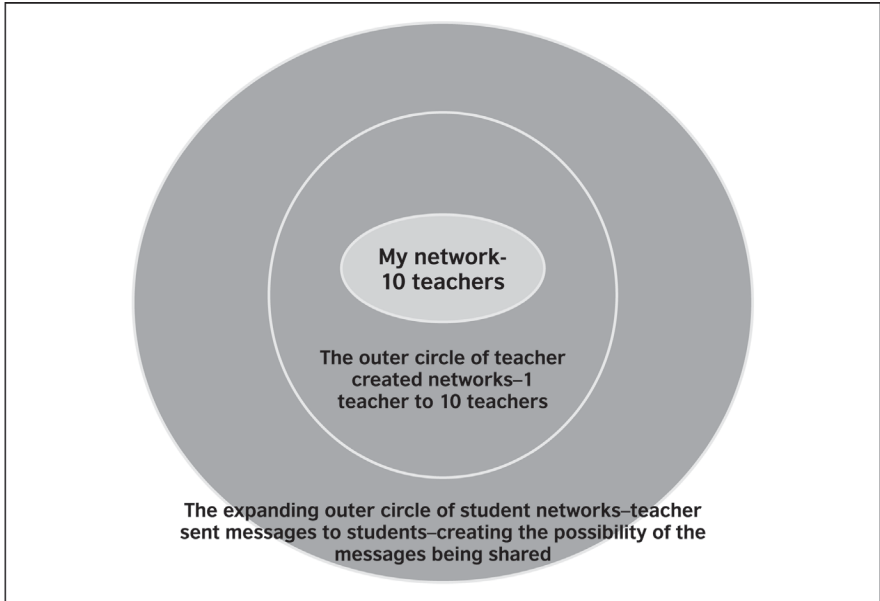 My network-
10 teachers
The outer circle of teacher
created networks–1
teacher to 10 teachers
The expanding outer circle of student networks–teacher
sent messages to students–creating the possibility of the
messages being shared